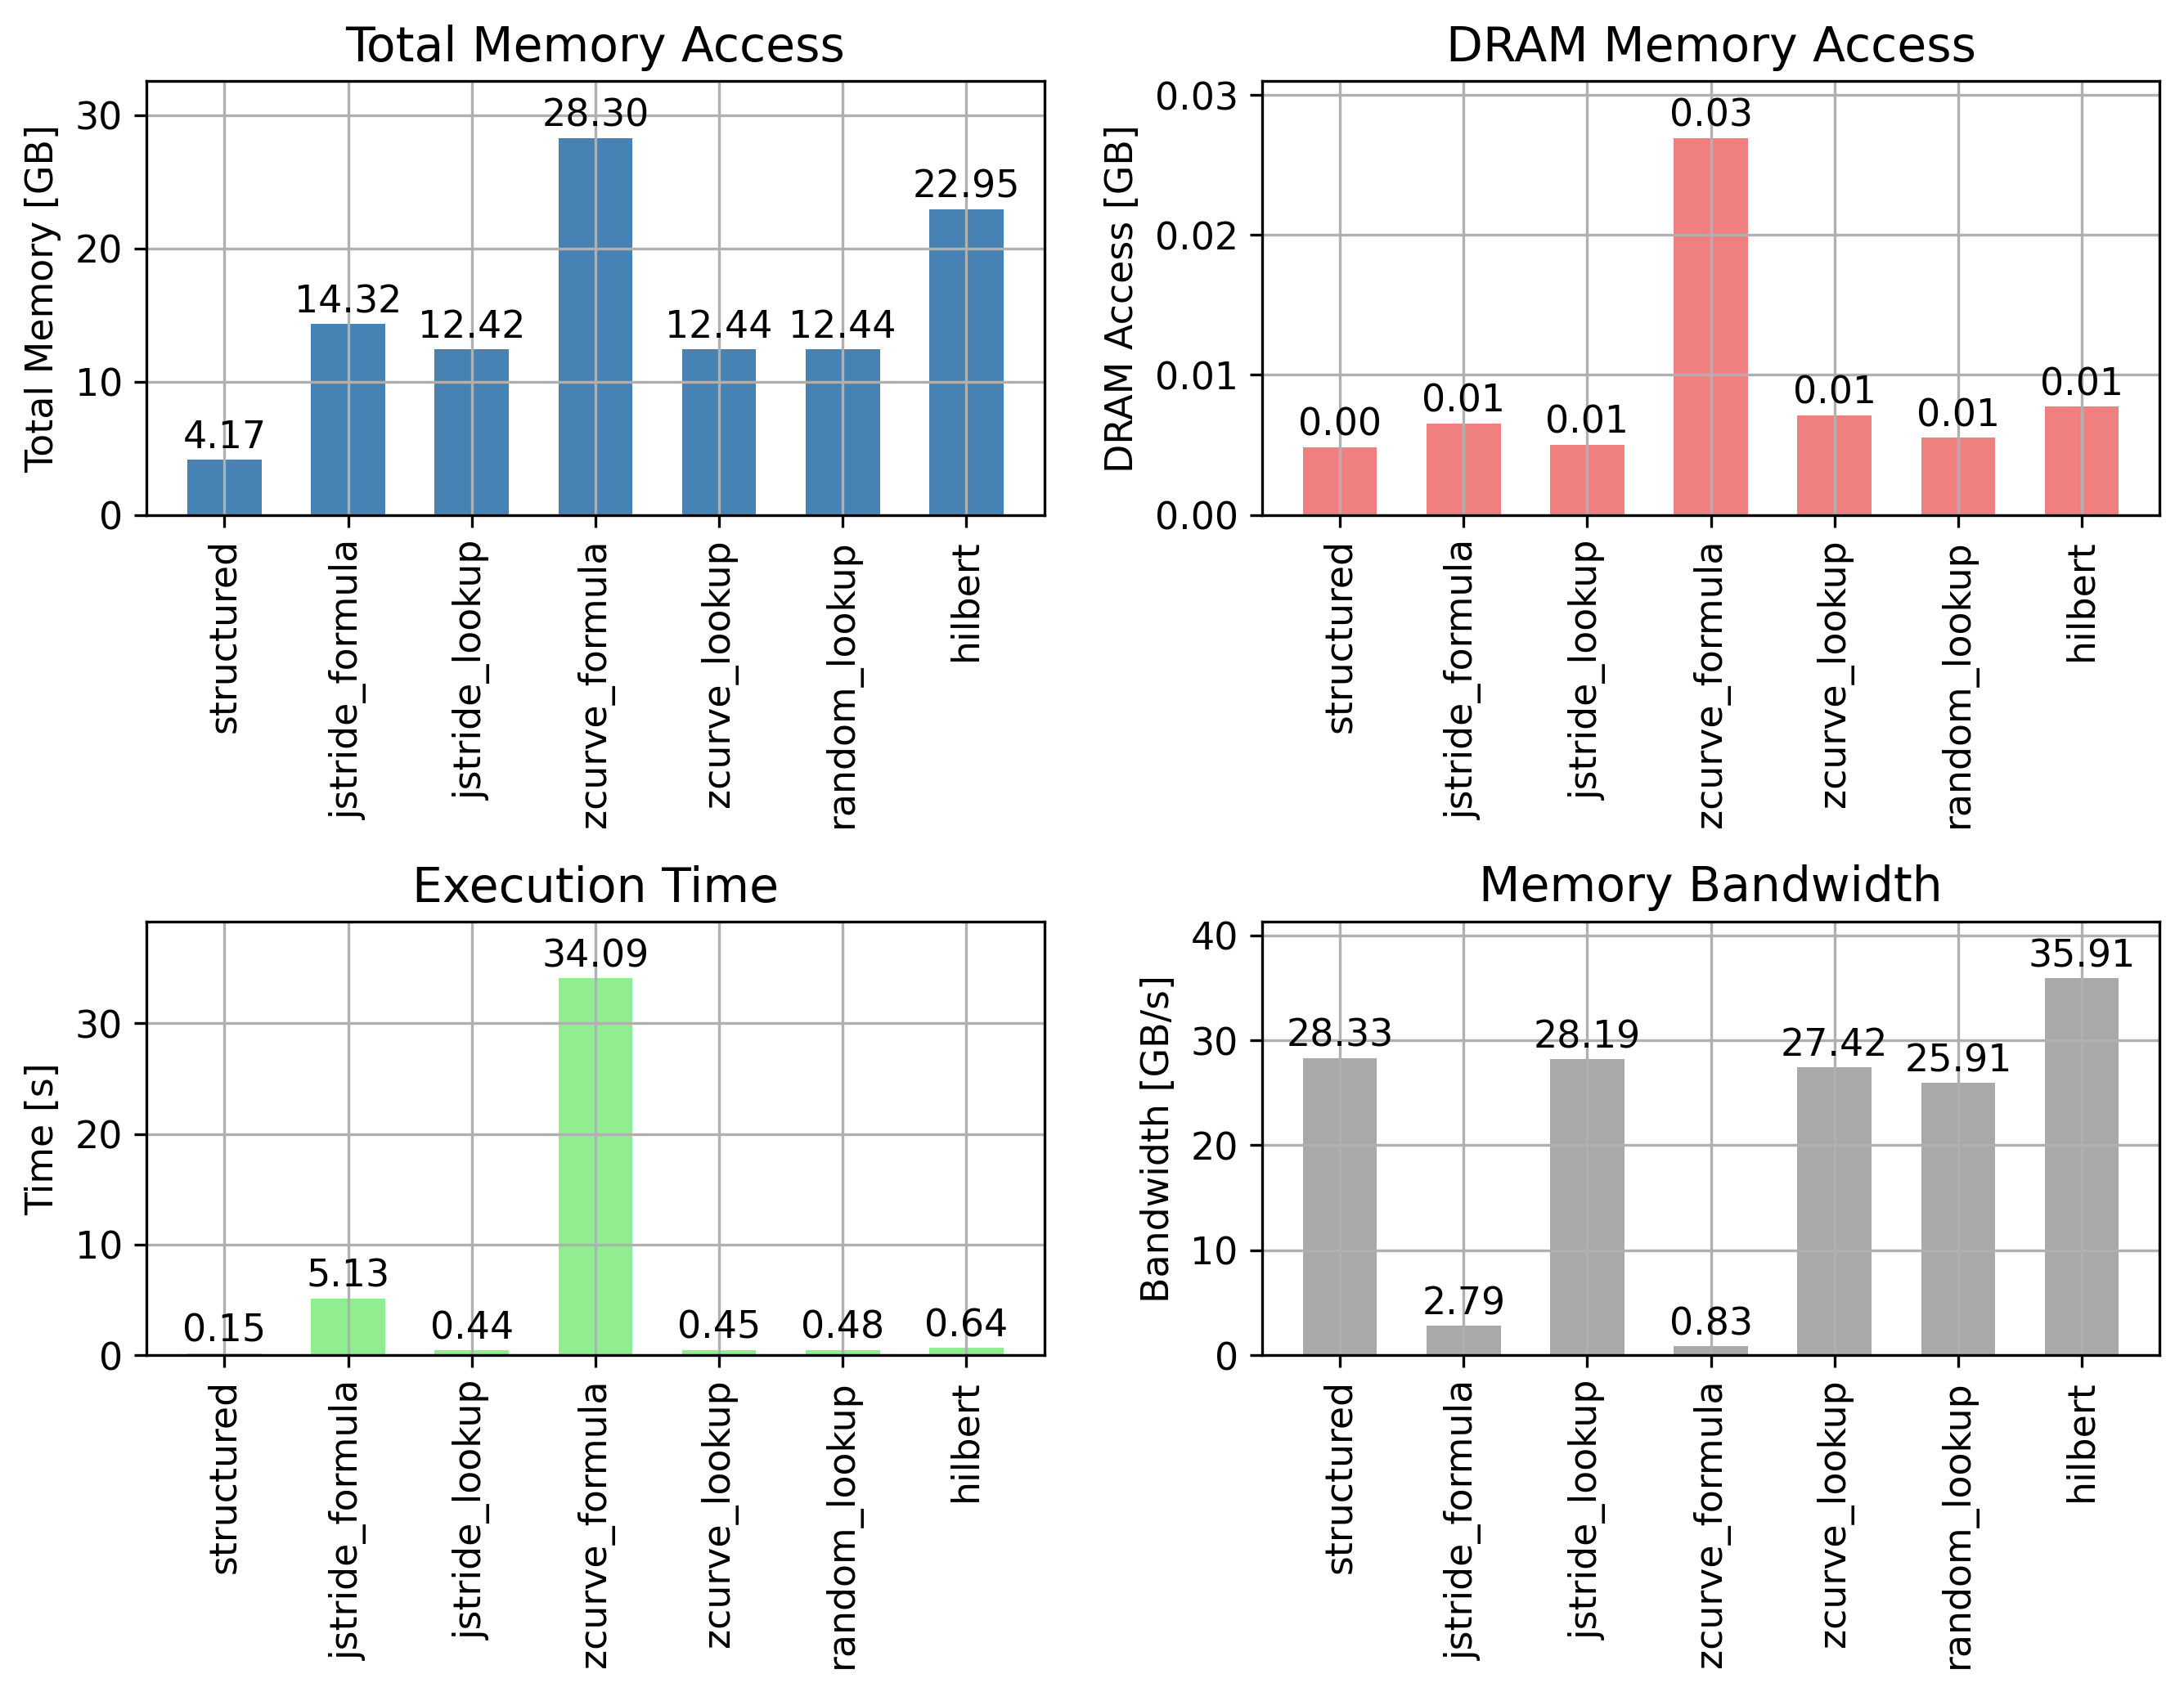 Total Memory Access
Total Memory [GB]
30
20
10
0
4.17
14.32
12.42
28.30
12.44
12.44
22.95
structured
jstride_formula
jstride_lookup
zcurve_formula
zcurve_lookup
random_lookup
hilbert
DRAM Memory Access
DRAM Access [GB]
0.03
0.02
0.01
0.00
0.00
0.01
0.01
0.03
0.01
0.01
0.01
structured
jstride_formula
jstride_lookup
zcurve_formula
zcurve_lookup
random_lookup
hilbert
Execution Time
Time [s]
30
20
10
0
0.15
5.13
0.44
34.09
0.45
0.48
0.64
structured
jstride_formula
jstride_lookup
zcurve_formula
zcurve_lookup
random_lookup
hilbert
Memory Bandwidth
Bandwidth [GB/s]
40
30
20
10
0
28.33
2.79
28.19
0.83
27.42
25.91
35.91
structured
jstride_formula
jstride_lookup
zcurve_formula
zcurve_lookup
random_lookup
hilbert